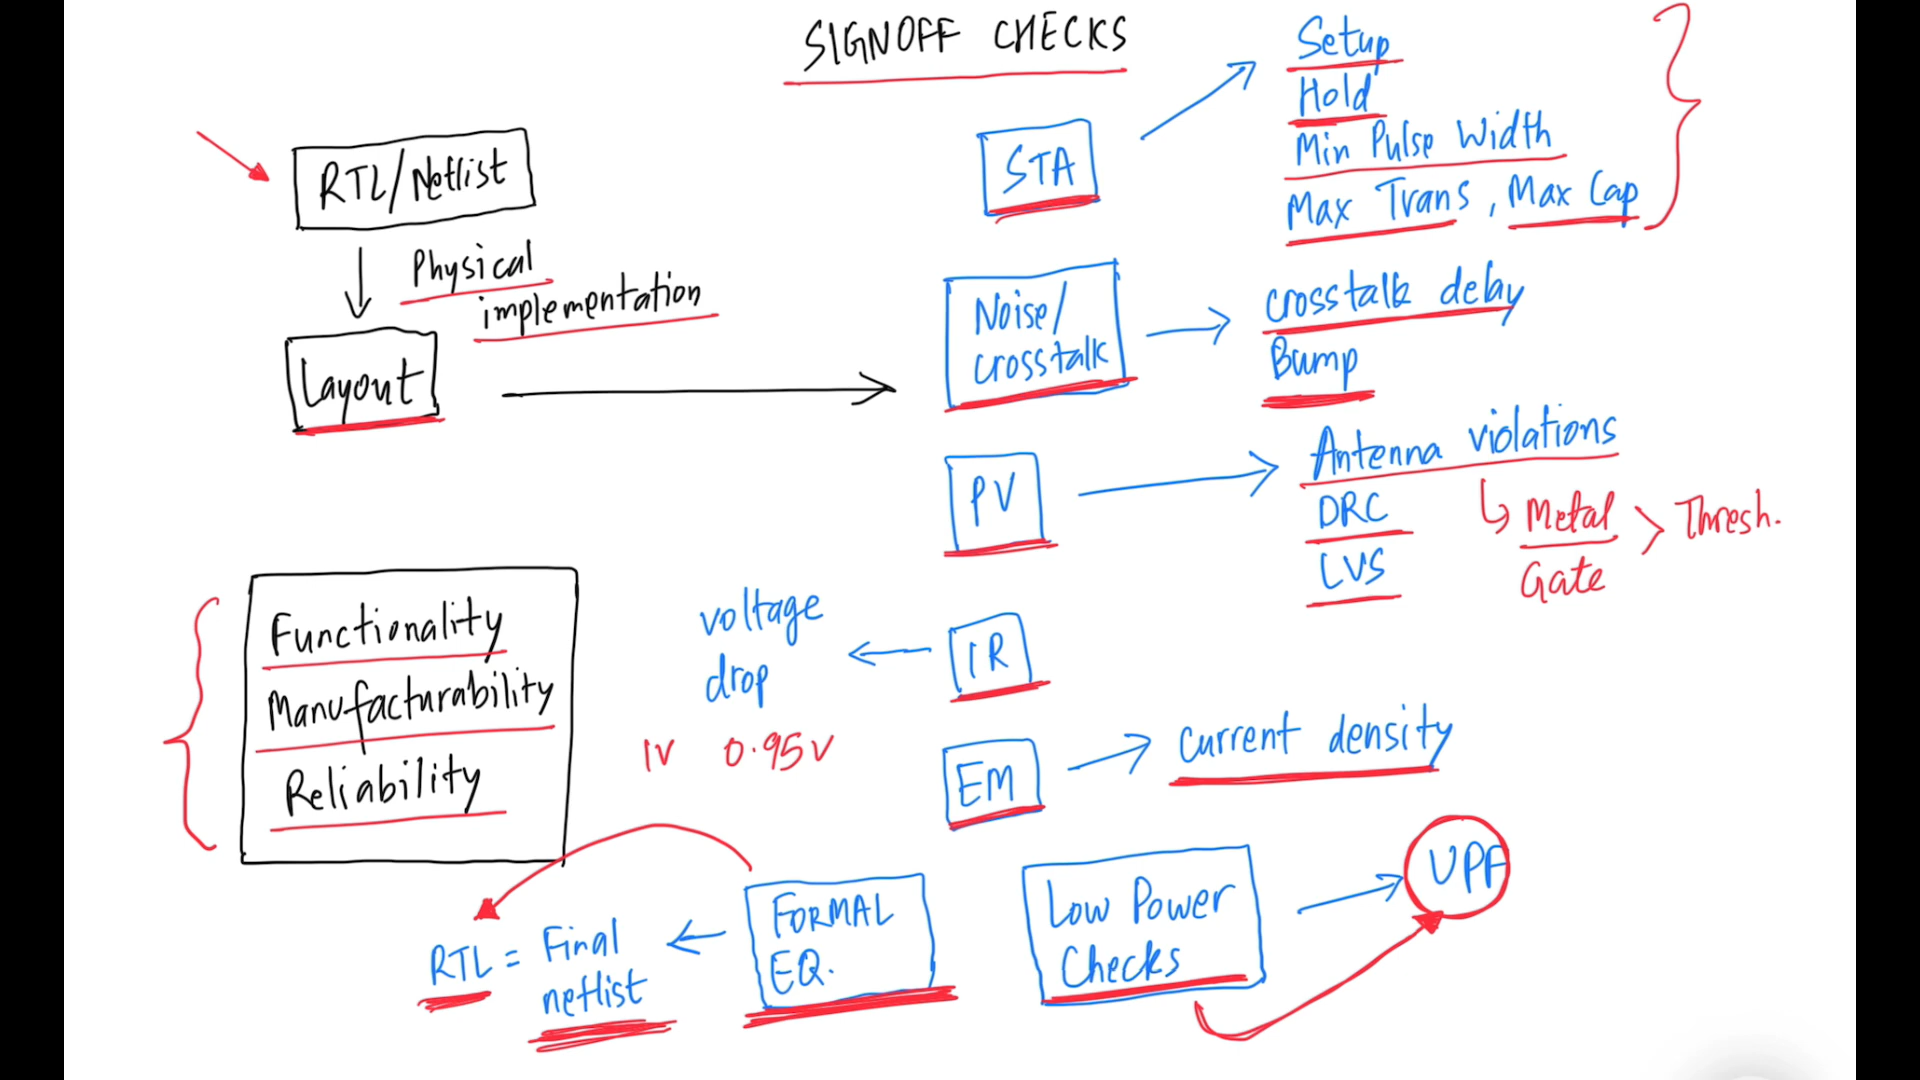 SIGNOFF CHECKS
RTL/Netlist
Physical
implementation
Layout
Functionality
Manufacturability
Reliability
STA
Setup
Hold
Min Pulse Width
Max Trans, Max Cap
Noise/
crosstalk
crosstalk delay
Bump
PV
Antenna violations
DRC
LVS
Metal
Gate
> Thresh.
IR
voltage
drop
1V 0.95V
EM
current density
FORMAL
EQ.
RTL = Final
netlist
Low Power
Checks
UPF